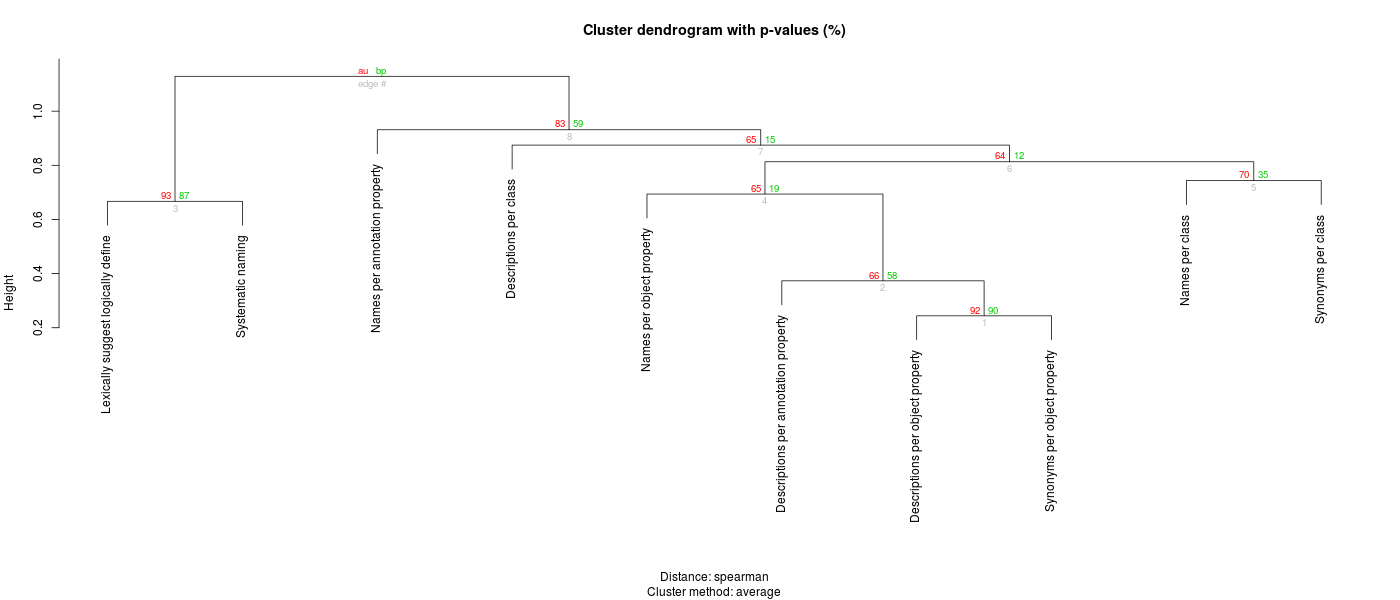 Cluster dendrogram with p-values (%)
au bp
edge #
1.0
0.8
0.6
0.4
0.2
Height
83 59
8
65 15
7
64 12
6
70 35
5
65 19
4
93 87
3
66 58
2
92 90
1
Lexically suggest logically define
Systematic naming
Names per annotation property
Descriptions per class
Names per object property
Descriptions per annotation property
Descriptions per object property
Synonyms per object property
Names per class
Synonyms per class
Distance: spearman
Cluster method: average